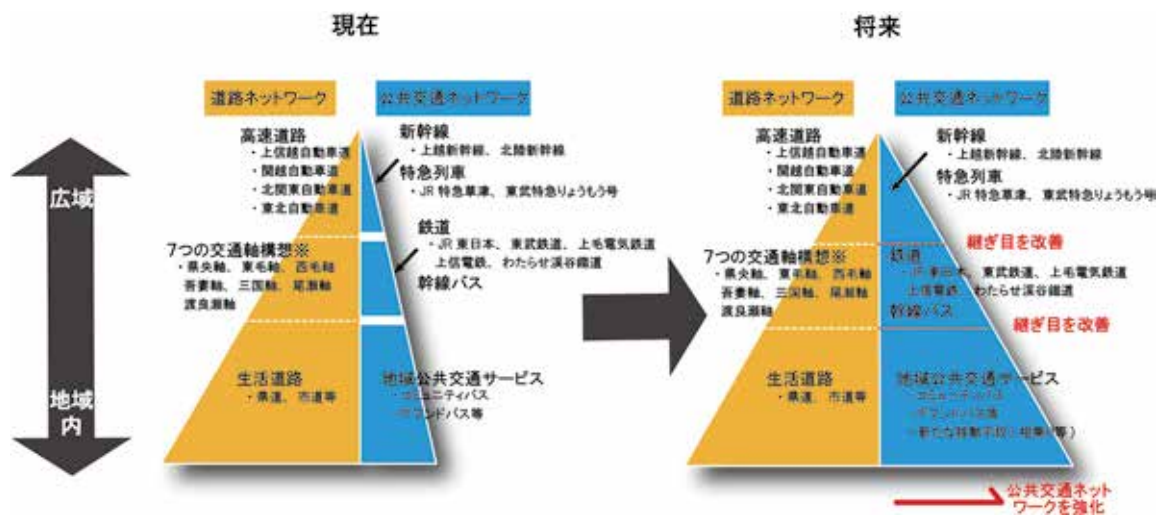 現在
道路ネットワーク
公共交通ネットワーク
高速道路
・上信越自動車道
・関越自動車道
・北関東自動車道
・東北自動車道
新幹線
・上越新幹線、北陸新幹線
特急列車
・JR特急草津、東武特急りょうもう号
7つの交通軸構想※
・県央軸、東毛軸、西毛軸
吾妻軸、三国軸、尾瀬軸
渡良瀬軸
鉄道
・JR東日本、東武鉄道、上毛電気鉄道
上信電鉄、わたらせ渓谷鐵道
幹線バス
生活道路
・県道、市道等
地域公共交通サービス
・コミュニティバス
・デマンドバス等
広域
地域
内
将来
道路ネットワーク
公共交通ネットワーク
高速道路
・上信越自動車道
・関越自動車道
・北関東自動車道
・東北自動車道
新幹線
・上越新幹線、北陸新幹線
特急列車
・JR特急草津、東武特急りょうもう号
継ぎ目を改善
7つの交通軸構想※
・県央軸、東毛軸、西毛軸
吾妻軸、三国軸、尾瀬軸
渡良瀬軸
鉄道
・JR東日本、東武鉄道、上毛電気鉄道
上信電鉄、わたらせ渓谷鐵道
幹線バス
継ぎ目を改善
生活道路
・県道、市道等
地域公共交通サービス
・コミュニティバス
・デマンドバス等
・新たな移動手段（相乗り等）
公共交通ネット
ワークを強化